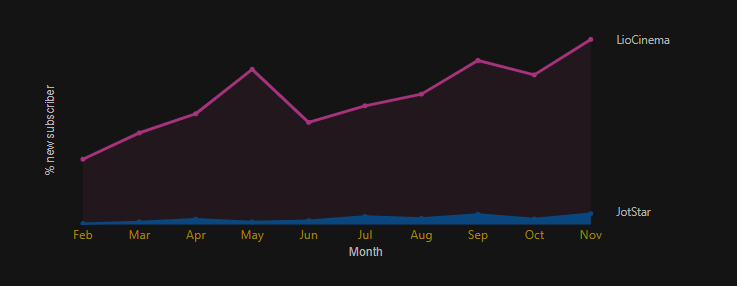 LioCinema
% new subscriber
JotStar
Feb Mar Apr May Jun Jul Aug Sep Oct Nov
Month